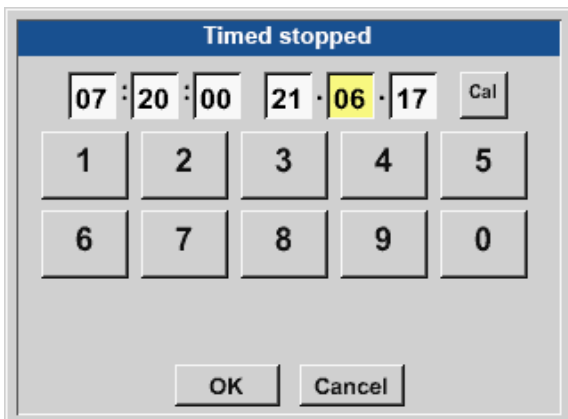 Timed stopped
07 : 20 : 00 21 . 06 . 17 Cal
1 2 3 4 5
6 7 8 9 0
OK Cancel